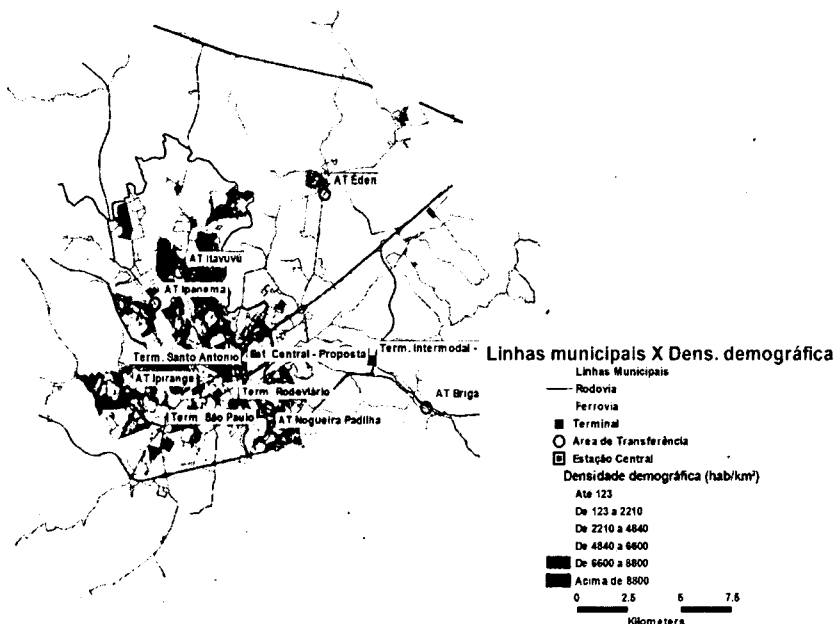 AT Eden
AT Itavuvu
AT Ipanema
Term. Santo Antonio
Est Central - Proposta
Term. Intermodal -
AT Ipiranga
Term Rodoviário
AT Briga
Term São Paulo
AT Nogueira Padilha
Linhas municipais X Dens. demográfica
Linhas Municipais
Rodovia
Ferrovia
Terminal
Area de Transferência
Estação Central
Densidade demográfica (hab/km²)
Até 123
De 123 a 2210
De 2210 a 4840
De 4840 a 6600
De 6600 a 8800
Acima de 8800
0 2.5 5 7.5
Kilometers